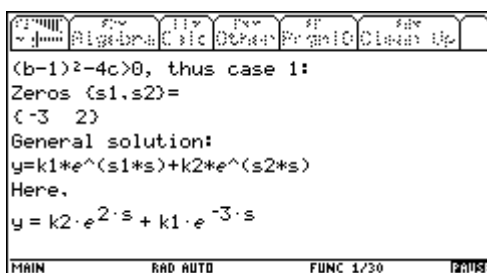 Algebra Calc Other PrgmIO Clean Up
(b-1)²-4c>0, thus case 1:
Zeros {s1,s2}=
{-3 2}
General solution:
y=k1*e^(s1*s)+k2*e^(s2*s)
Here,
y = k2·e^2·s + k1·e^-3·s
MAIN RAD AUTO FUNC 1/30 PAUSE